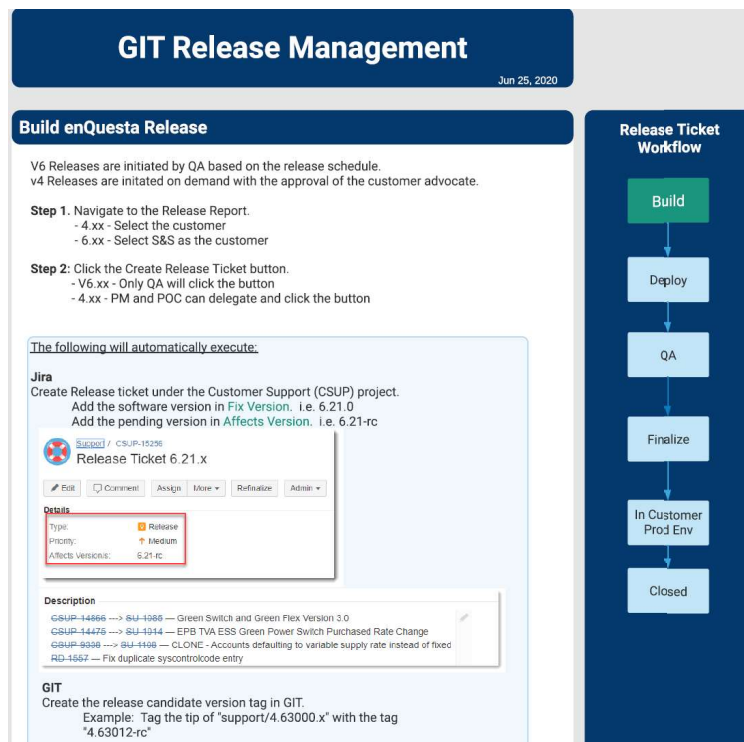 GIT Release Management
Jun 25, 2020
Build enQuesta Release
V6 Releases are initiated by QA based on the release schedule.
v4 Releases are initated on demand with the approval of the customer advocate.
Step 1. Navigate to the Release Report.
- 4.xx - Select the customer
- 6.xx - Select S&S as the customer
Step 2: Click the Create Release Ticket button.
- V6.xx - Only QA will click the button
- 4.xx - PM and POC can delegate and click the button
The following will automatically execute:
Jira
Create Release ticket under the Customer Support (CSUP) project.
Add the software version in Fix Version. i.e. 6.21.0
Add the pending version in Affects Version. i.e. 6.21-rc
Support / CSUP-15256
Release Ticket 6.21.x
Edit Comment Assign More Refinalize Admin
Details
Type: Release
Priority: Medium
Affects Version/s: 6.21-rc
Description
CSUP-14866 ---> SU-1085 — Green Switch and Green Flex Version 3.0
CSUP-14475 ---> SU-1014 — EPB TVA ESS Green Power Switch Purchased Rate Change
CSUP-9338 ---> SU-1108 — CLONE - Accounts defaulting to variable supply rate instead of fixed
RD-1557 — Fix duplicate syscontrolcode entry
GIT
Create the release candidate version tag in GIT.
Example: Tag the tip of "support/4.63000.x" with the tag
"4.63012-rc"
Release Ticket
Workflow
Build
Deploy
QA
Finalize
In Customer
Prod Env
Closed